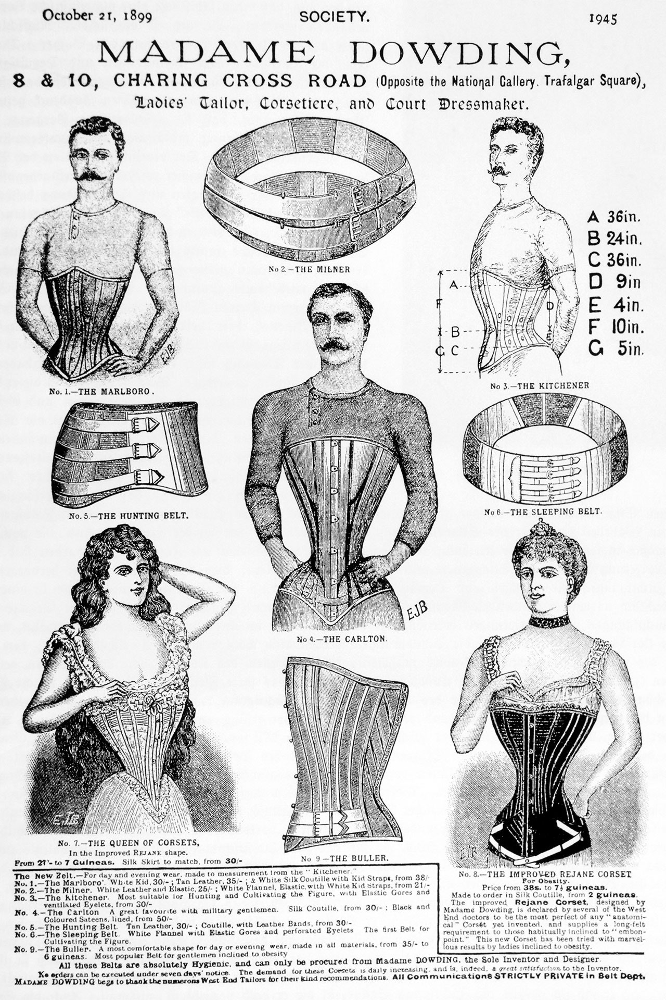 October 21, 1899
SOCIETY.
1945
MADAME DOWDING,
8 & 10, CHARING CROSS ROAD (Opposite the National Gallery, Trafalgar Square),
Ladies' Tailor, Corsetiere, and Court Dressmaker.
A 36in.
B 24in.
C 36in.
D 9in
E 4in.
F 10in.
G 5in.
A
F
D
B
E
G C
EJB
No 2.—THE MILNER
No. 1.—THE MARLBORO.
No 3.—THE KITCHENER
No. 5.—THE HUNTING BELT.
No 6.—THE SLEEPING BELT.
EJB
No 4.—THE CARLTON.
EJB
No. 7.—THE QUEEN OF CORSETS,
In the Improved REJANE shape.
From 27/- to 7 Guineas. Silk Skirt to match, from 30/-
No 9—THE BULLER.
EJB
No. 8.—THE IMPROVED REJANE CORSET
For Obesity.
Price from 38s. to 7½ guineas.
Made to order in Silk Coutille, from 2 guineas.
The improved Rejane Corset, designed by
Madame Dowding, is declared by several of the West
End doctors to be the most perfect of any "anatomi-
cal" Corsét yet invented, and supplies a long-felt
requirement to those habitually inclined to "embon-
point." This new Corset has been tried with marvel-
lous results by ladies inclined to obesity.
The New Belt.—For day and evening wear, made to measurement from the "Kitchener."
No. 1.—The Marlboro'. White Kid, 30/- ; Tan Leather, 35/- ; & White Silk Coutille with Kid Straps, from 38/-
No. 2.—The Milner. White Leather and Elastic, 25/- ; White Flannel, Elastic, with White Kid Straps, from 21/-
No. 3.—The Kitchener. Most suitable for Hunting and Cultivating the Figure, with Elastic Gores and
ventilated Eyelets, from 30/-
No. 4.—The Carlton A great favourite with military gentlemen. Silk Coutille, from 30/- ; Black and
Coloured Sateens, lined, from 50/-
No. 5.—The Hunting Belt. Tan Leather, 30/- ; Coutille, with Leather Bands, from 30/-
No. 6.—The Sleeping Belt. White Flannel with Elastic Gores and perforated Eyelets The first Belt for
Cultivating the Figure.
No. 9.—The Buller. A most comfortable shape for day or evening wear, made in all materials, from 35/- to
6 guineas. Most popular Belt for gentlemen inclined to obesity
All these Belts are absolutely Hygienic, and can only be procured from Madame DOWDING, the Sole Inventor and Designer.
No orders can be executed under seven days' notice. The demand for these Corsets is daily increasing, and is, indeed, a great satisfaction to the Inventor.
MADAME DOWDING begs to thank the numerous West End Tailors for their kind recommendations. All Communications STRICTLY PRIVATE in Belt Dept.